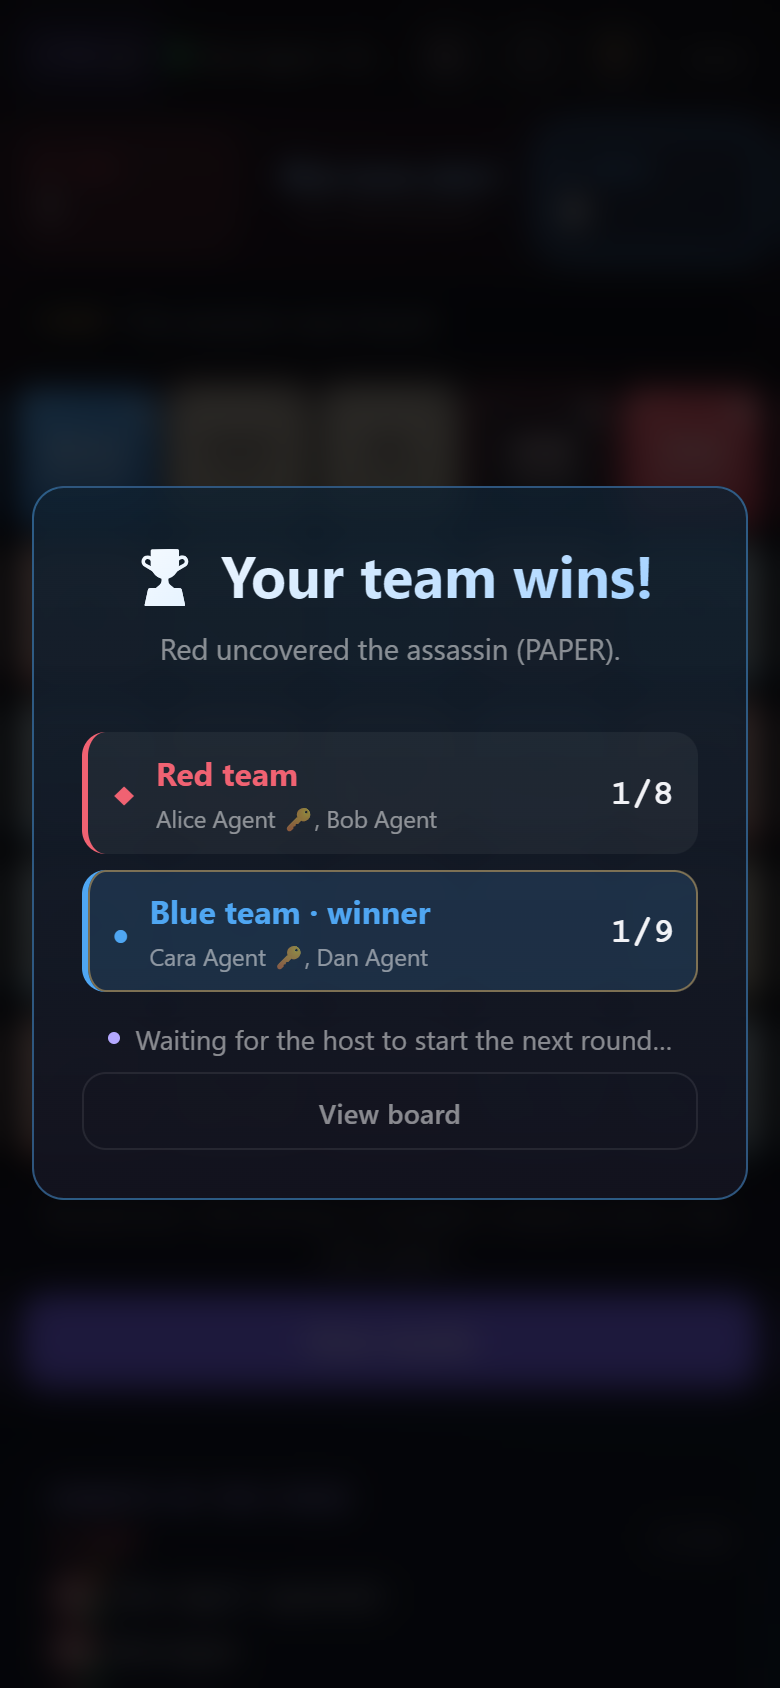 Your team wins!
Red uncovered the assassin (PAPER).
Red team
Alice Agent 🔑, Bob Agent
1/8
Blue team · winner
Cara Agent 🔑, Dan Agent
1/9
Waiting for the host to start the next round...
View board